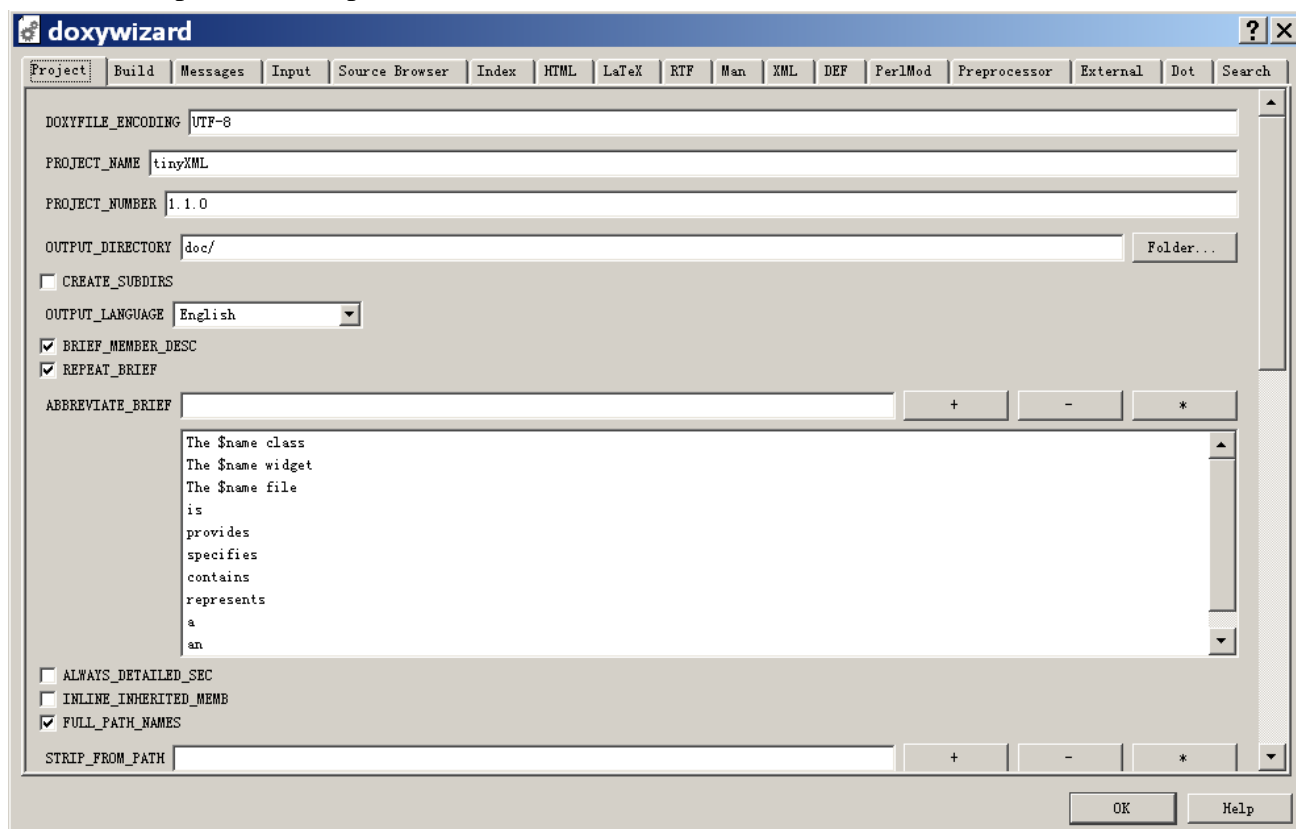 doxywizard
Project Build Messages Input Source Browser Index HTML LaTeX RTF Man XML DEF PerlMod Preprocessor External Dot Search
DOXYFILE_ENCODING UTF-8
PROJECT_NAME tinyXML
PROJECT_NUMBER 1.1.0
OUTPUT_DIRECTORY doc/ Folder...
CREATE_SUBDIRS
OUTPUT_LANGUAGE English
BRIEF_MEMBER_DESC
REPEAT_BRIEF
ABBREVIATE_BRIEF + - *
The $name class
The $name widget
The $name file
is
provides
specifies
contains
represents
a
an
ALWAYS_DETAILED_SEC
INLINE_INHERITED_MEMB
FULL_PATH_NAMES
STRIP_FROM_PATH + - *
OK Help